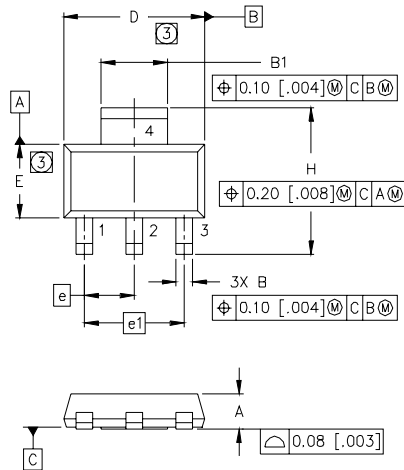 D
B
3
B1
⌖ 0.10 [.004] Ⓜ C B Ⓜ
A
4
3
E
H
⌖ 0.20 [.008] Ⓜ C A Ⓜ
1 2 3
e
3X B
e1
⌖ 0.10 [.004] Ⓜ C B Ⓜ
A
C
⌓ 0.08 [.003]